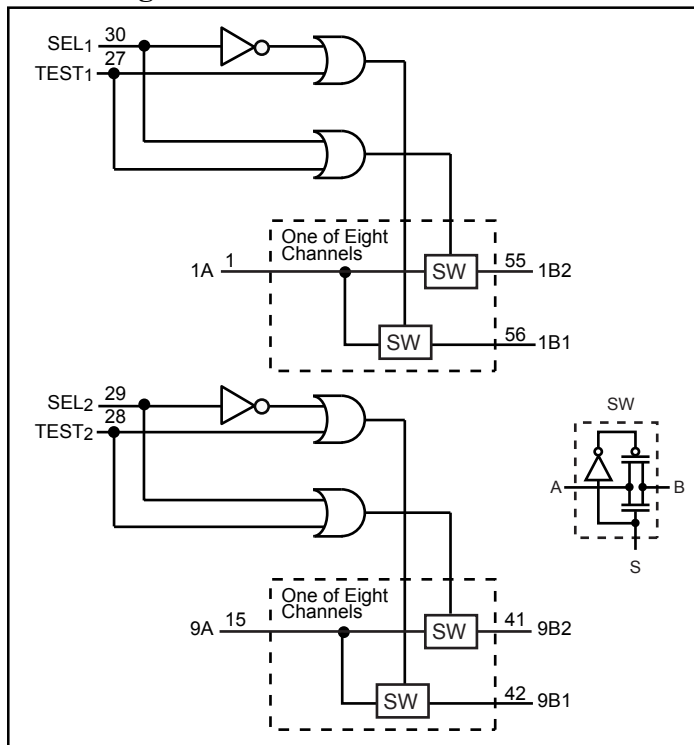 SEL1 30
TEST1 27
One of Eight
Channels
1A 1 SW 55 1B2
SW 56 1B1
SEL2 29
TEST2 28
SW
A B
S
One of Eight
Channels
9A 15 SW 41 9B2
SW 42 9B1